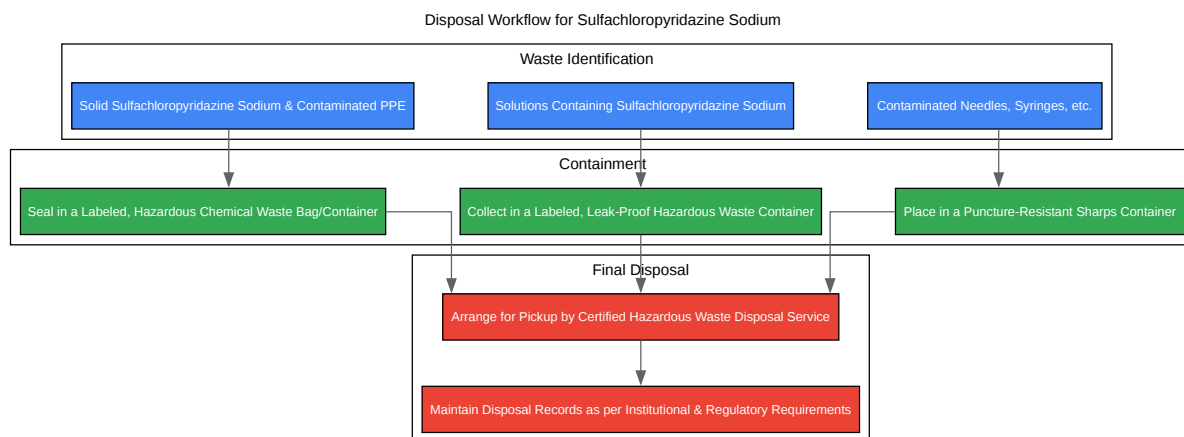 Disposal Workflow for Sulfachloropyridazine Sodium
Waste Identification
Solid Sulfachloropyridazine Sodium & Contaminated PPE
Solutions Containing Sulfachloropyridazine Sodium
Contaminated Needles, Syringes, etc.
Containment
Seal in a Labeled, Hazardous Chemical Waste Bag/Container
Collect in a Labeled, Leak-Proof Hazardous Waste Container
Place in a Puncture-Resistant Sharps Container
Final Disposal
Arrange for Pickup by Certified Hazardous Waste Disposal Service
Maintain Disposal Records as per Institutional & Regulatory Requirements